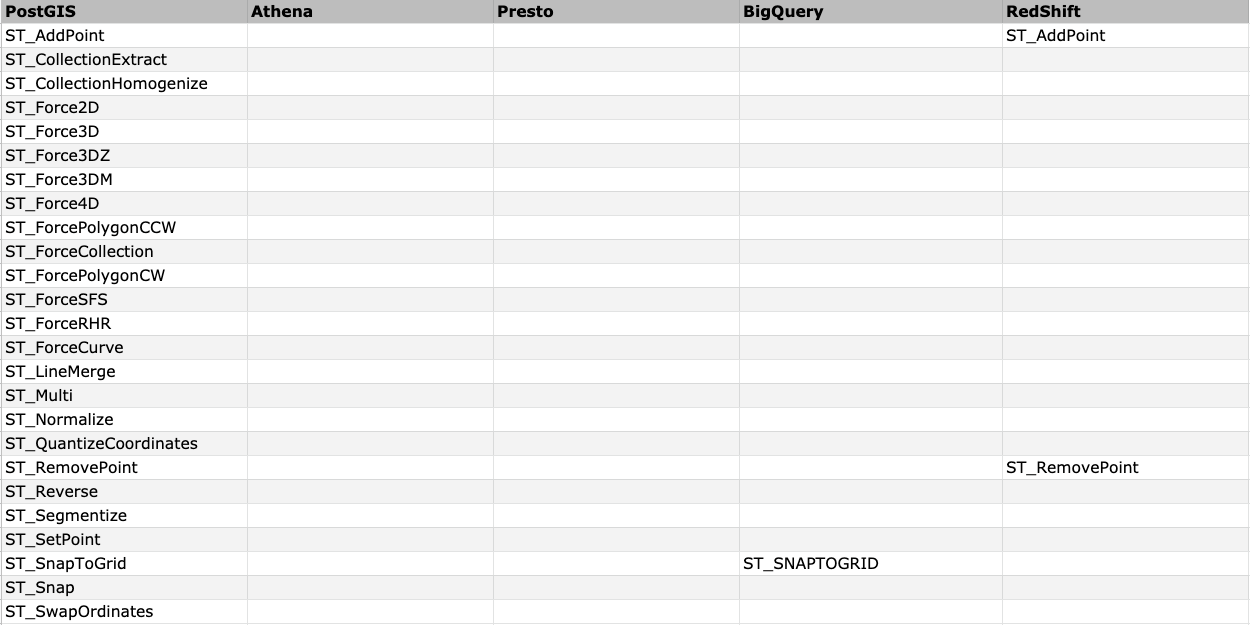 PostGIS Athena Presto BigQuery RedShift
ST_AddPoint ST_AddPoint
ST_CollectionExtract
ST_CollectionHomogenize
ST_Force2D
ST_Force3D
ST_Force3DZ
ST_Force3DM
ST_Force4D
ST_ForcePolygonCCW
ST_ForceCollection
ST_ForcePolygonCW
ST_ForceSFS
ST_ForceRHR
ST_ForceCurve
ST_LineMerge
ST_Multi
ST_Normalize
ST_QuantizeCoordinates
ST_RemovePoint ST_RemovePoint
ST_Reverse
ST_Segmentize
ST_SetPoint
ST_SnapToGrid ST_SNAPTOGRID
ST_Snap
ST_SwapOrdinates